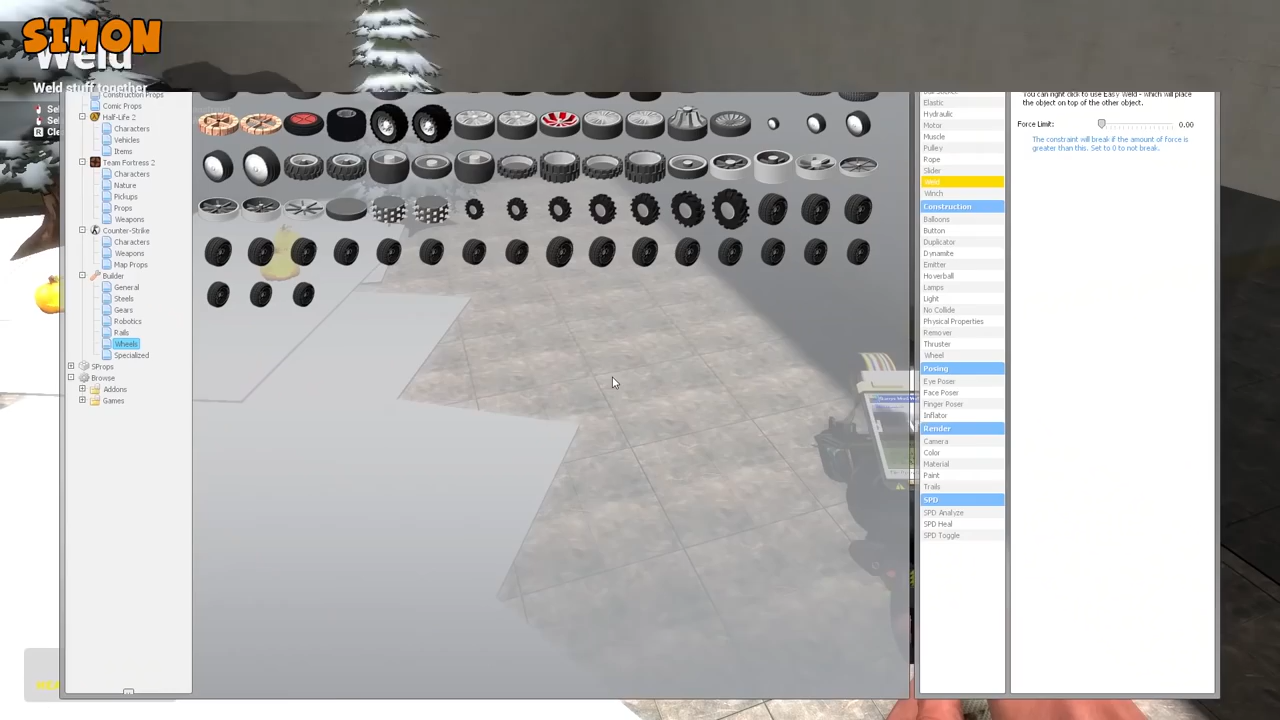 SIMON
Weld
Weld stuff together
Construction Props
Comic Props
Half-Life 2
Characters
Vehicles
Items
Team Fortress 2
Characters
Nature
Pickups
Props
Weapons
Counter-Strike
Characters
Weapons
Map Props
Builder
General
Steels
Gears
Robotics
Rails
Wheels
Specialized
SProps
Browse
Addons
Games
Elastic
Hydraulic
Motor
Muscle
Pulley
Rope
Slider
Weld
Winch
Construction
Balloons
Button
Duplicator
Dynamite
Emitter
Hoverball
Lamps
Light
No Collide
Physical Properties
Remover
Thruster
Wheel
Posing
Eye Poser
Face Poser
Finger Poser
Inflator
Render
Camera
Color
Material
Paint
Trails
SPD
SPD Analyze
SPD Heal
SPD Toggle
You can right click to use Easy Weld - which will place
the object on top of the other object.
Force Limit: 0.00
The constraint will break if the amount of force is
greater than this. Set to 0 to not break.